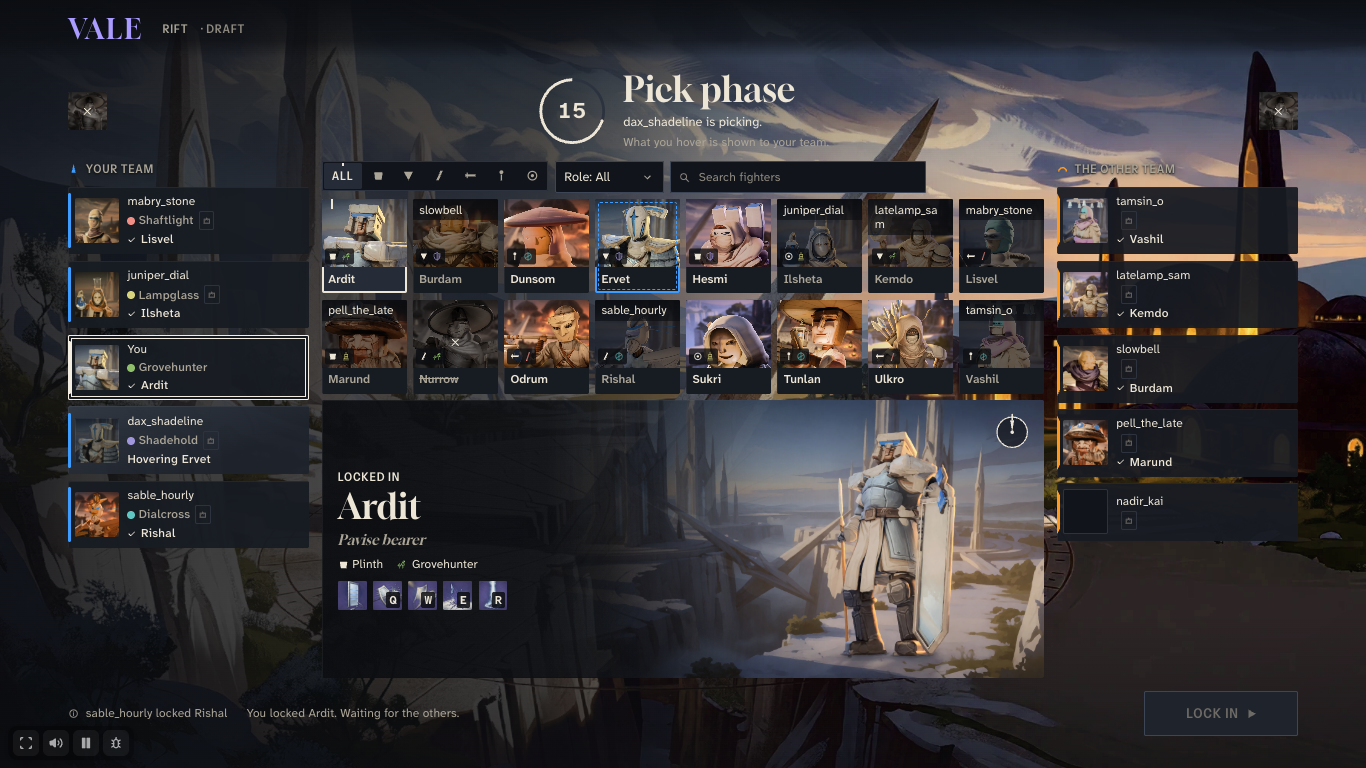 VALE
RIFT · DRAFT
15
Pick phase
dax_shadeline is picking.
What you hover is shown to your team.
YOUR TEAM
mabry_stone
Shaftlight
Lisvel
juniper_dial
Lampglass
Ilsheta
You
Grovehunter
Ardit
dax_shadeline
Shadehold
Hovering Ervet
sable_hourly
Dialcross
Rishal
ALL
Role: All
Search fighters
Ardit
slowbell
Burdam
Dunsom
Ervet
Hesmi
juniper_dial
Ilsheta
latelamp_sa
m
Kemdo
mabry_stone
Lisvel
pell_the_late
Marund
Nurrow
Odrum
sable_hourly
Rishal
Sukri
Tunlan
Ulkro
tamsin_o
Vashil
LOCKED IN
Ardit
Pavise bearer
Plinth Grovehunter
Q W E R
THE OTHER TEAM
tamsin_o
Vashil
latelamp_sam
Kemdo
slowbell
Burdam
pell_the_late
Marund
nadir_kai
sable_hourly locked Rishal You locked Ardit. Waiting for the others.
LOCK IN